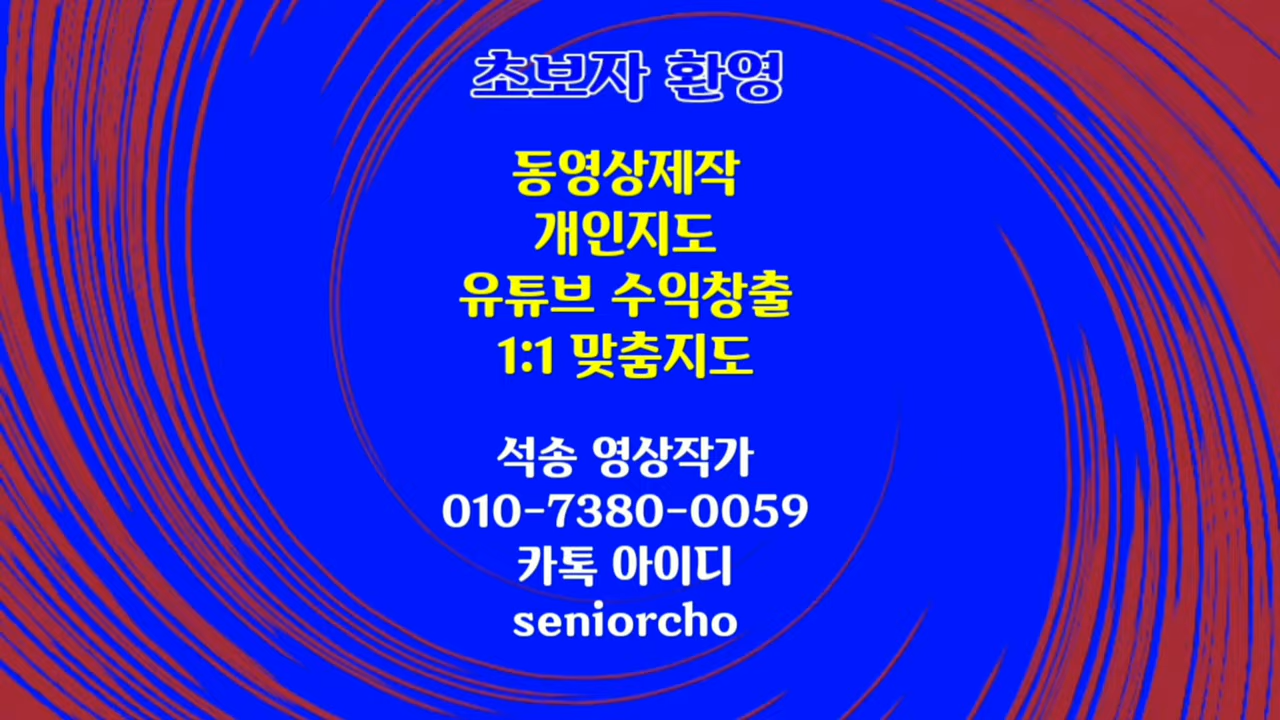 초보자 환영
동영상제작
개인지도
유튜브 수익창출
1:1 맞춤지도
석송 영상작가
010-7380-0059
카톡 아이디
seniorcho